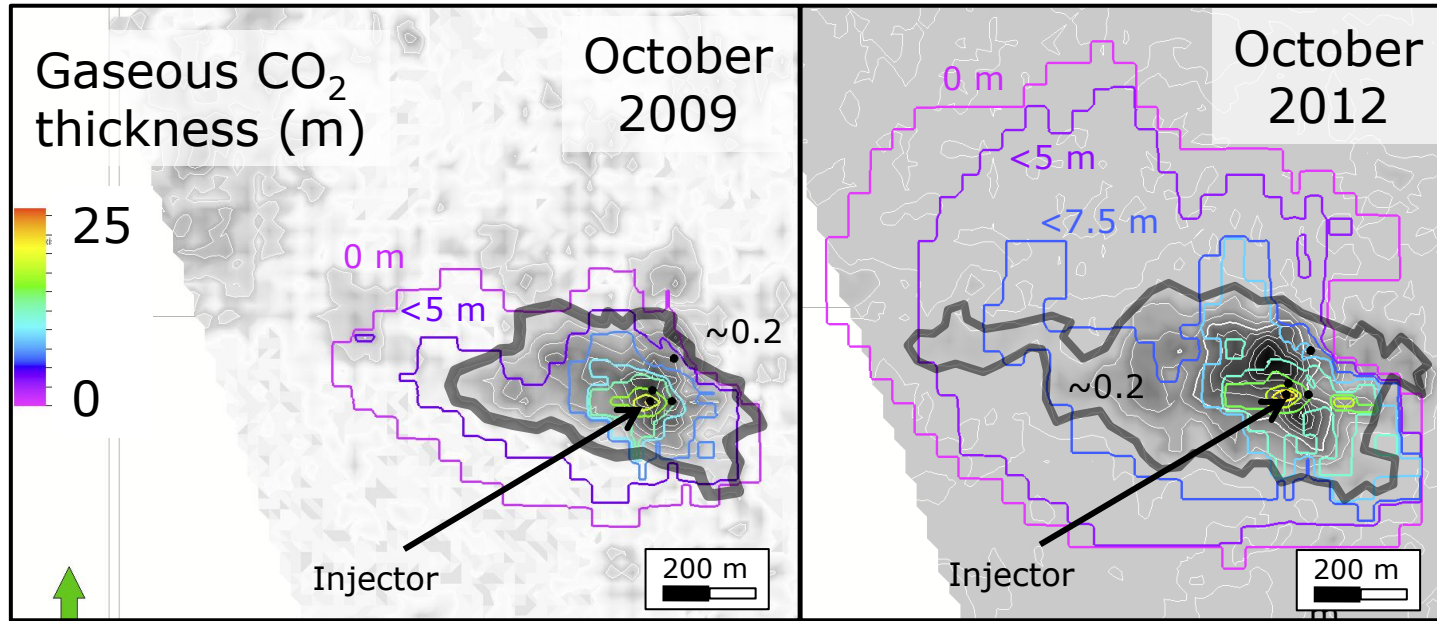 Gaseous CO₂
thickness (m)
25
0
October
2009
0 m
<5 m
~0.2
Injector
200 m
October
2012
0 m
<5 m
<7.5 m
~0.2
Injector
200 m